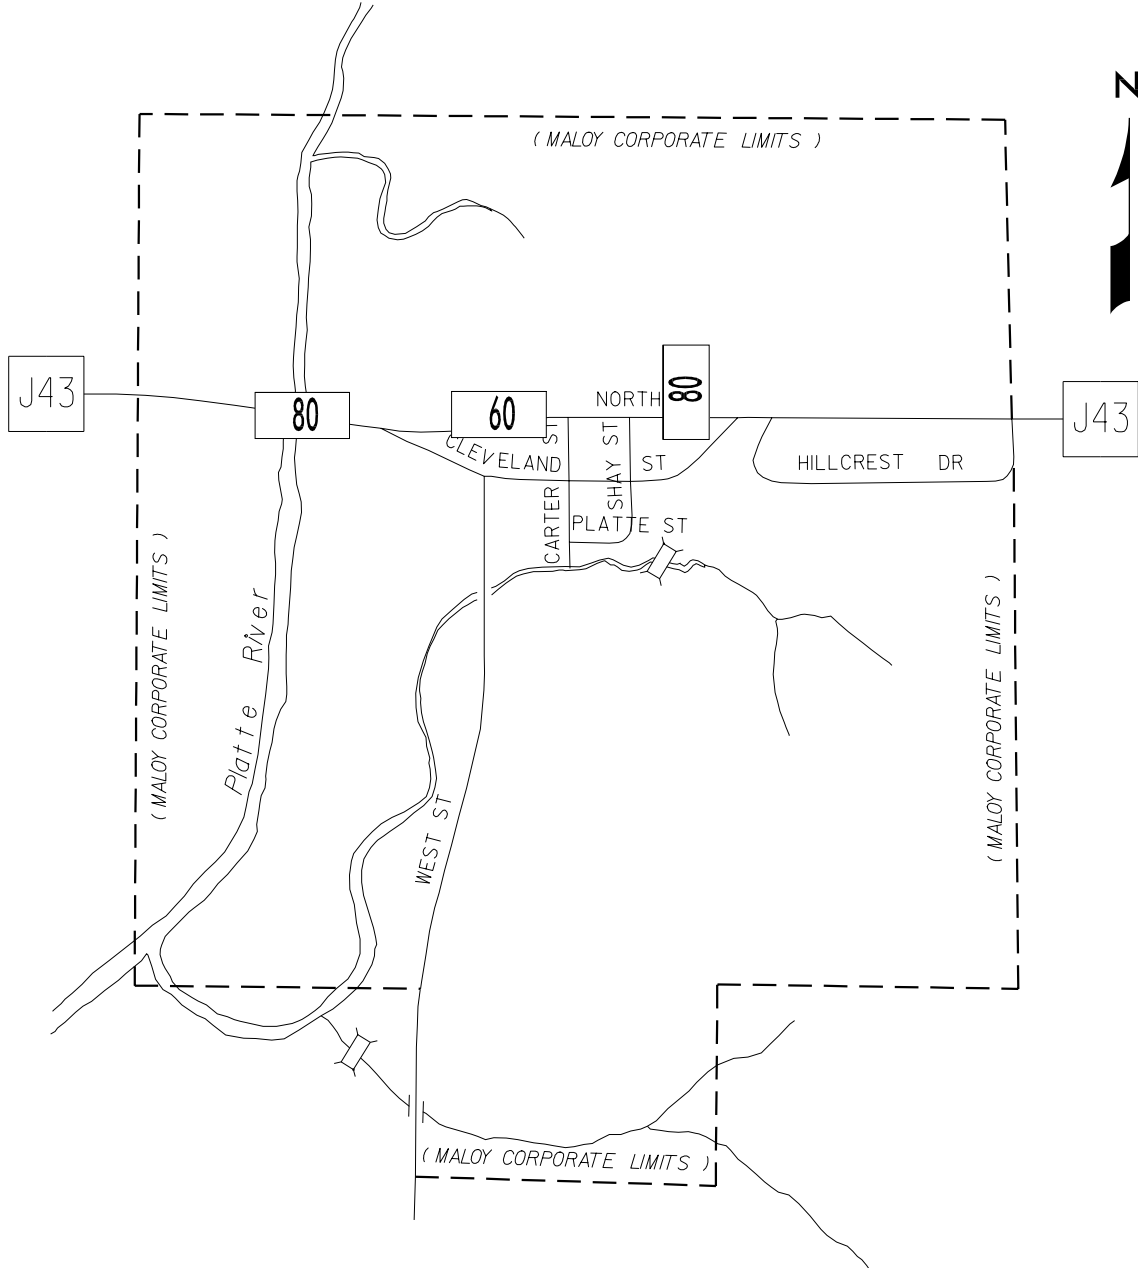 N
( MALOY CORPORATE LIMITS )
J43
80
60
NORTH
80
J43
CLEVELAND ST
CARTER ST
SHAY ST
HILLCREST DR
PLATTE ST
( MALOY CORPORATE LIMITS )
Platte River
( MALOY CORPORATE LIMITS )
WEST ST
( MALOY CORPORATE LIMITS )